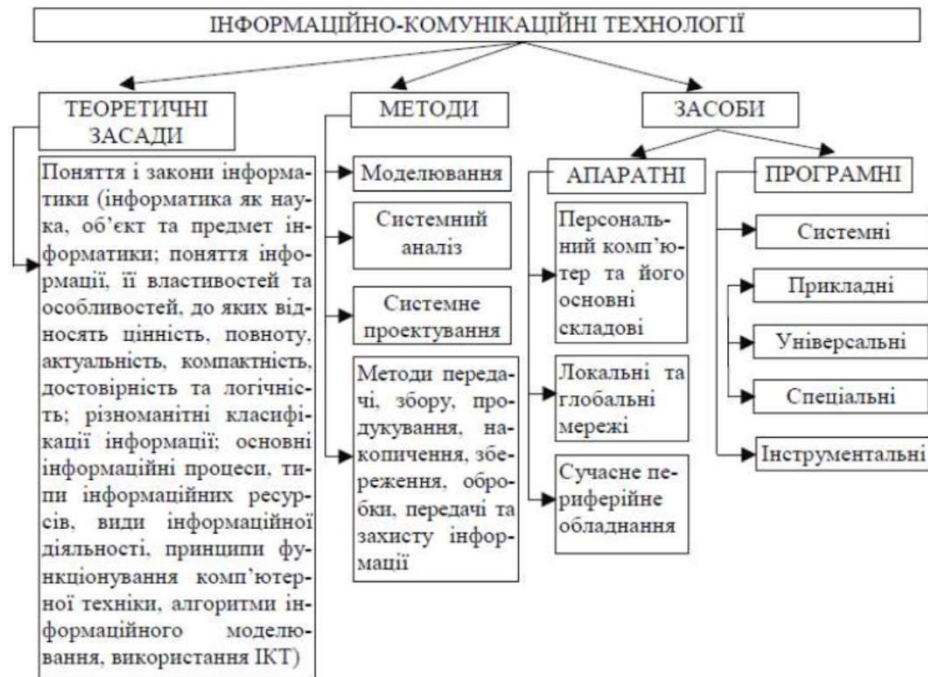 ІНФОРМАЦІЙНО-КОМУНІКАЦІЙНІ ТЕХНОЛОГІЇ
ТЕОРЕТИЧНІ
ЗАСАДИ
Поняття і закони інформа-
тики (інформатика як нау-
ка, об’єкт та предмет ін-
форматики; поняття інфо-
рмації, її властивостей та
особливостей, до яких від-
носять цінність, повноту,
актуальність, компактність,
достовірність та логічніс-
ть; різноманітні класифі-
кації інформації; основні
інформаційні процеси, ти-
пи інформаційних ресур-
сів, види інформаційної
діяльності, принципи фу-
нкціонування комп’ютер-
ної техніки, алгоритми ін-
формаційного моделю-
вання, використання ІКТ)
МЕТОДИ
Моделювання
Системний
аналіз
Системне
проектування
Методи переда-
чі, збору, про-
дукування, на-
копичення, збе-
реження, обро-
бки, передачі та
захисту інфор-
мації
ЗАСОБИ
АПАРАТНІ
Персональ-
ний комп’ю-
тер та його
основні
складові
Локальні та
глобальні
мережі
Сучасне пе-
риферійне
обладнання
ПРОГРАМНІ
Системні
Прикладні
Універсальні
Спеціальні
Інструментальні